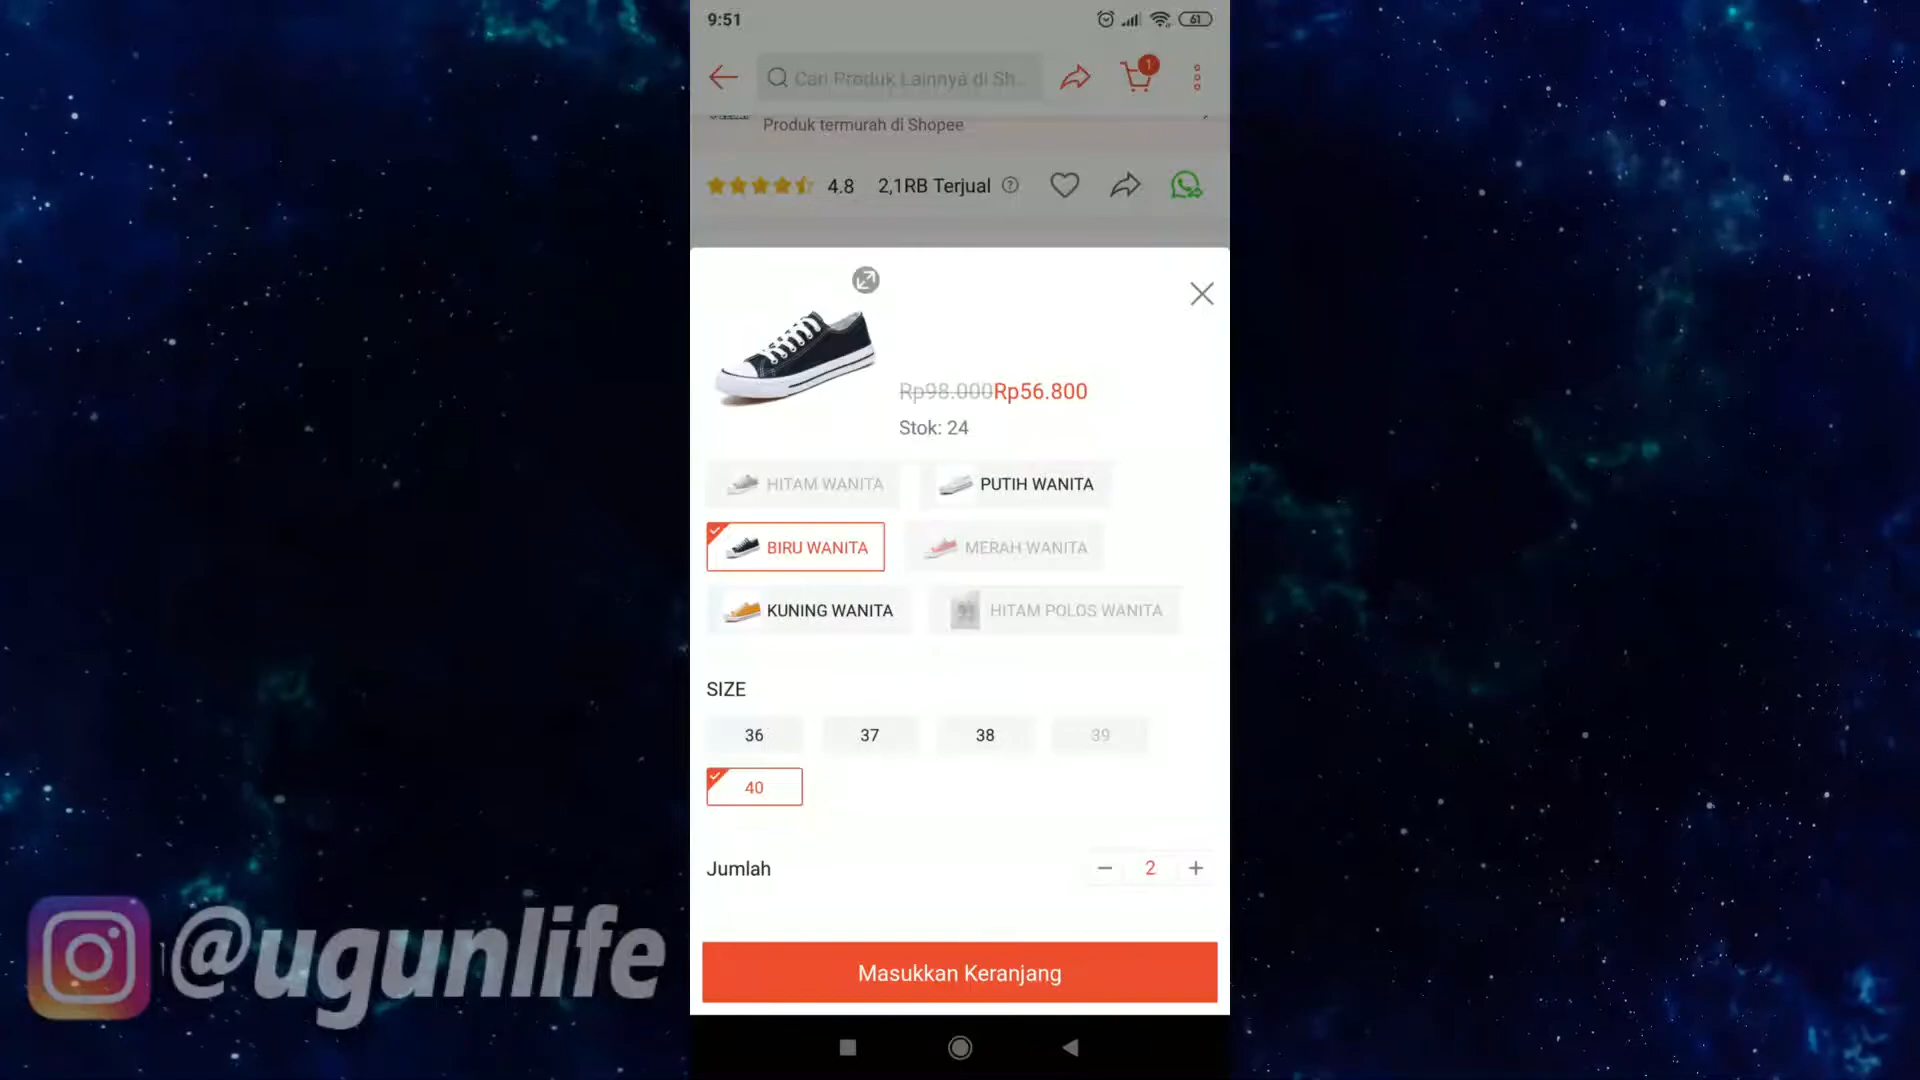 9:51
61
Cari Produk Lainnya di Sh...
1
Produk termurah di Shopee
4.8 2,1RB Terjual
Rp98.000Rp56.800
Stok: 24
HITAM WANITA
PUTIH WANITA
BIRU WANITA
MERAH WANITA
KUNING WANITA
HITAM POLOS WANITA
SIZE
36 37 38 39
40
Jumlah
− 2 +
Masukkan Keranjang
@ugunlife